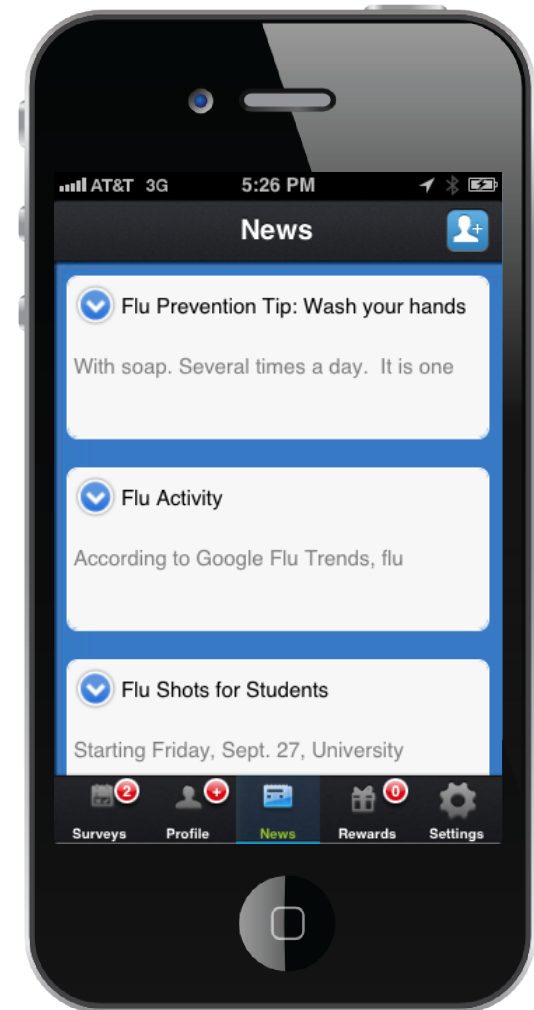 AT&T 3G 5:26 PM
News
Flu Prevention Tip: Wash your hands
With soap. Several times a day. It is one
Flu Activity
According to Google Flu Trends, flu
Flu Shots for Students
Starting Friday, Sept. 27, University
2 + 0
Surveys Profile News Rewards Settings